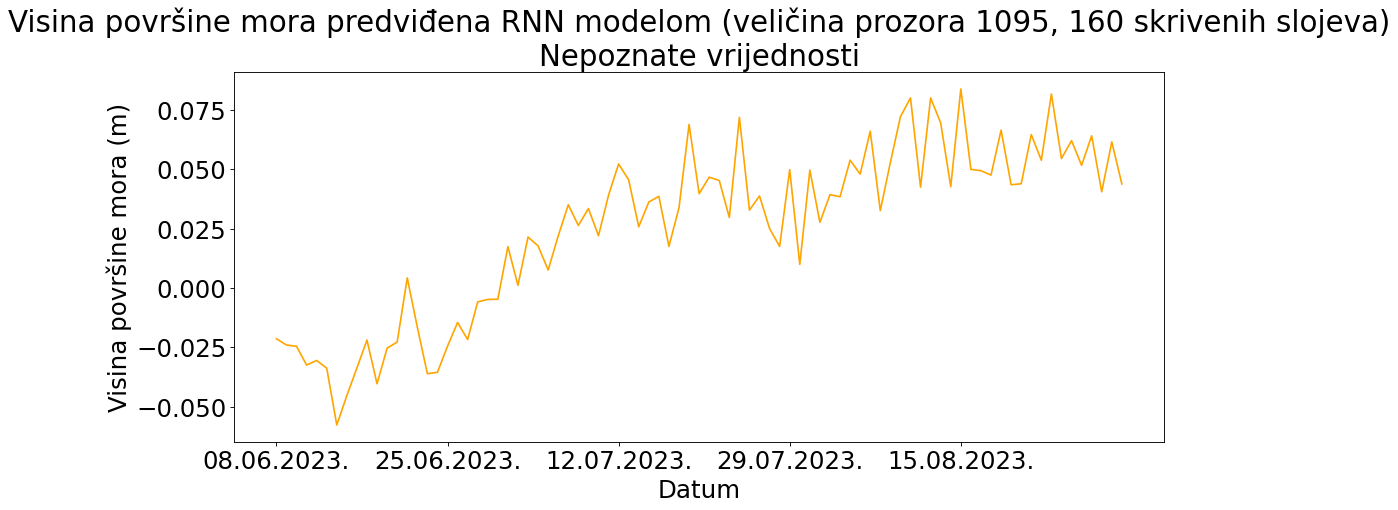 Visina površine mora predviđena RNN modelom (veličina prozora 1095, 160 skrivenih slojeva)
Nepoznate vrijednosti
Visina površine mora (m)
0.075
0.050
0.025
0.000
−0.025
−0.050
08.06.2023. 25.06.2023. 12.07.2023. 29.07.2023. 15.08.2023.
Datum